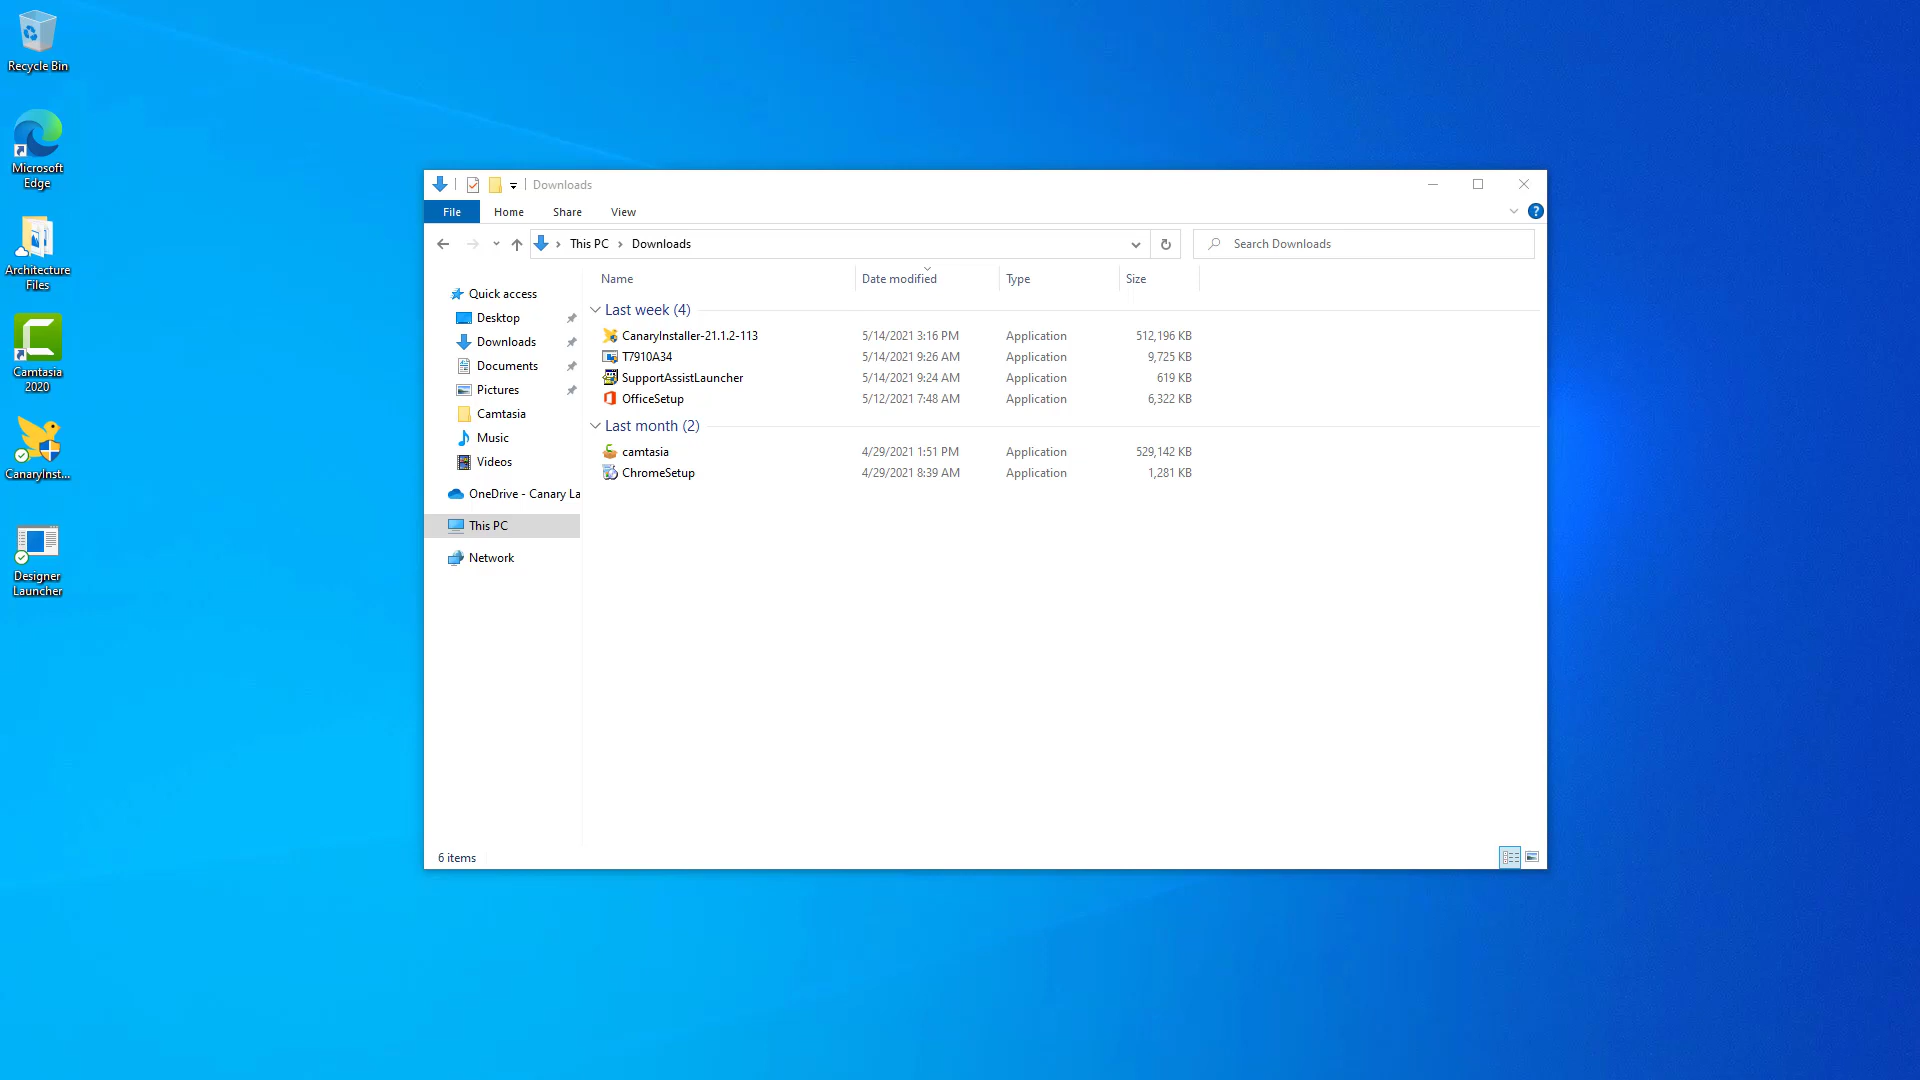 Recycle Bin
Microsoft
Edge
Architecture
Files
Camtasia
2020
CanaryInst...
Designer
Launcher
Downloads
File Home Share View
This PC Downloads
Search Downloads
Name Date modified Type Size
Quick access
Desktop
Downloads
Documents
Pictures
Camtasia
Music
Videos
OneDrive - Canary La
This PC
Network
Last week (4)
CanaryInstaller-21.1.2-113 5/14/2021 3:16 PM Application 512,196 KB
T7910A34 5/14/2021 9:26 AM Application 9,725 KB
SupportAssistLauncher 5/14/2021 9:24 AM Application 619 KB
OfficeSetup 5/12/2021 7:48 AM Application 6,322 KB
Last month (2)
camtasia 4/29/2021 1:51 PM Application 529,142 KB
ChromeSetup 4/29/2021 8:39 AM Application 1,281 KB
6 items